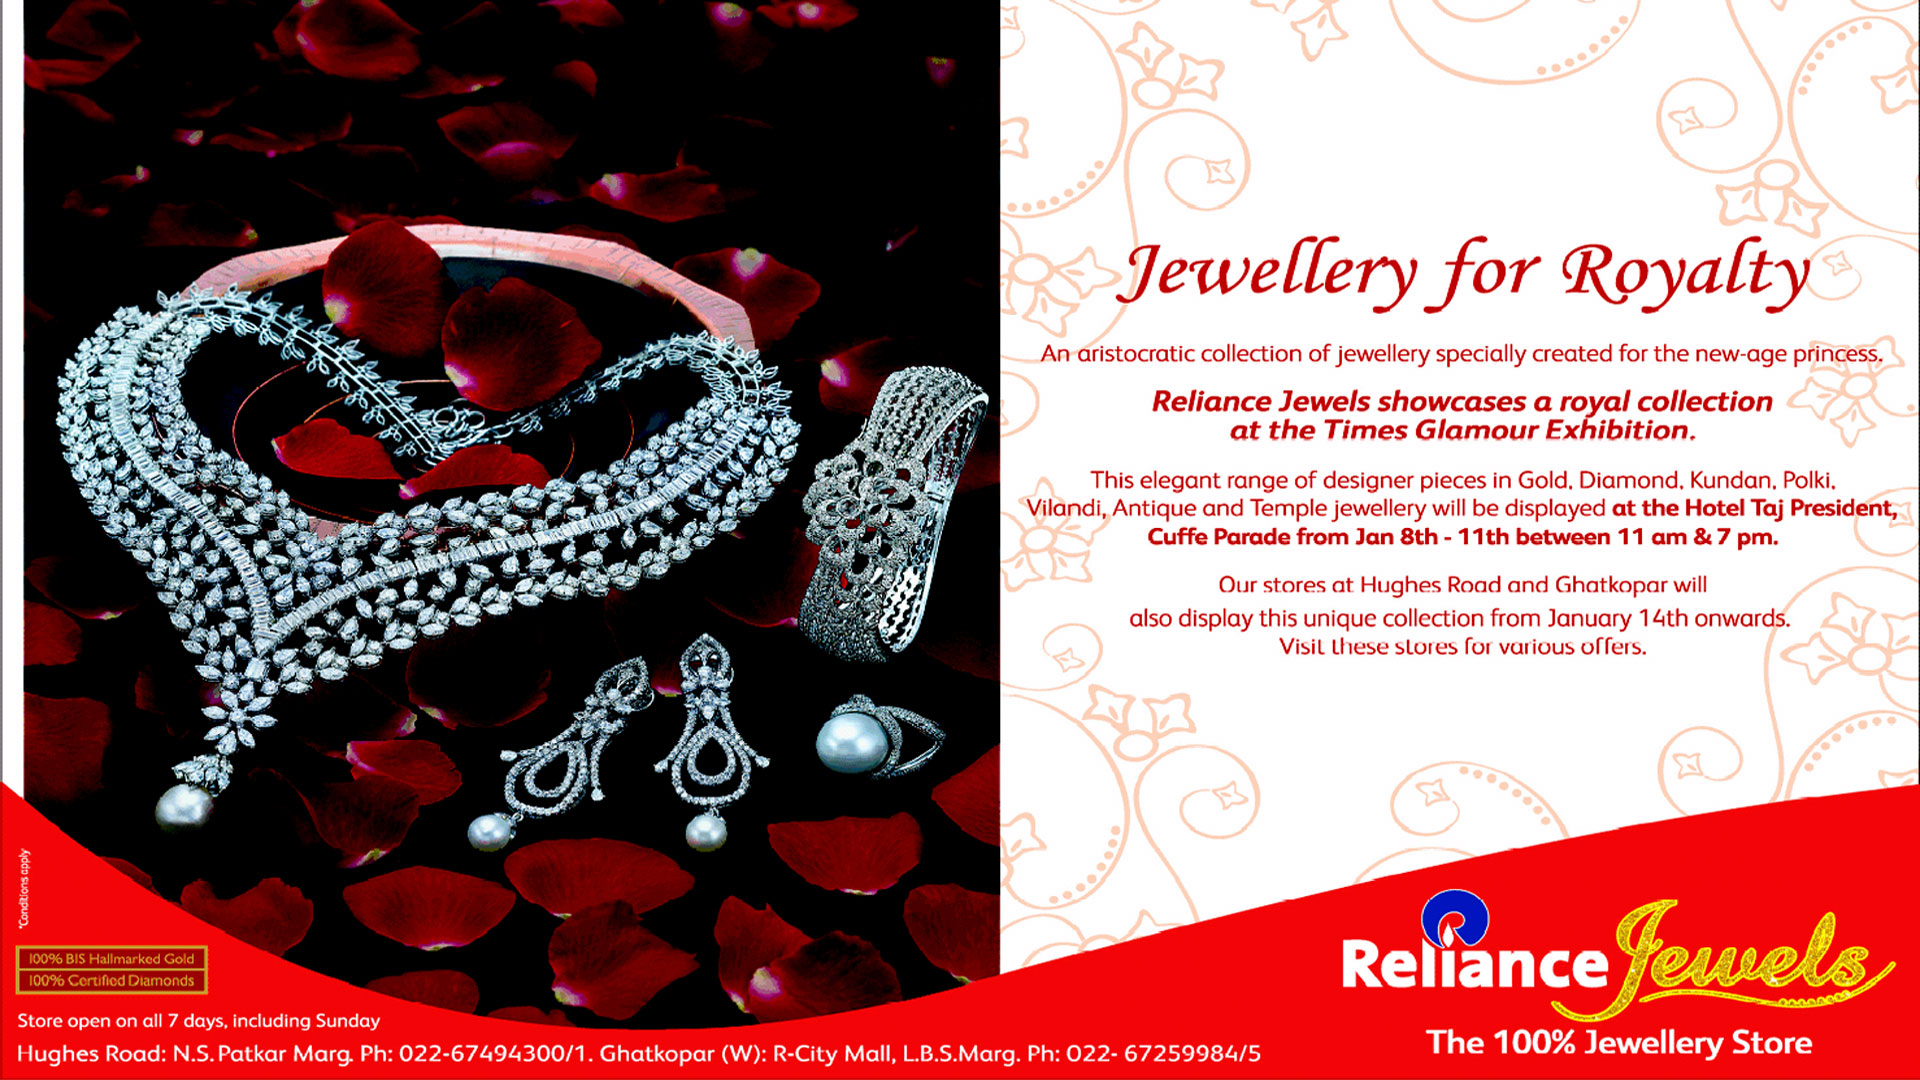 Jewellery for Royalty
An aristocratic collection of jewellery specially created for the new-age princess.
Reliance Jewels showcases a royal collection
at the Times Glamour Exhibition.
This elegant range of designer pieces in Gold, Diamond, Kundan, Polki,
Vilandi, Antique and Temple jewellery will be displayed at the Hotel Taj President,
Cuffe Parade from Jan 8th - 11th between 11 am & 7 pm.
Our stores at Hughes Road and Ghatkopar will
also display this unique collection from January 14th onwards.
Visit these stores for various offers.
*Conditions apply
100% BIS Hallmarked Gold
100% Certified Diamonds
Store open on all 7 days, including Sunday
Hughes Road: N.S. Patkar Marg. Ph: 022-67494300/1. Ghatkopar (W): R-City Mall, L.B.S.Marg. Ph: 022- 67259984/5
Reliance Jewels
The 100% Jewellery Store